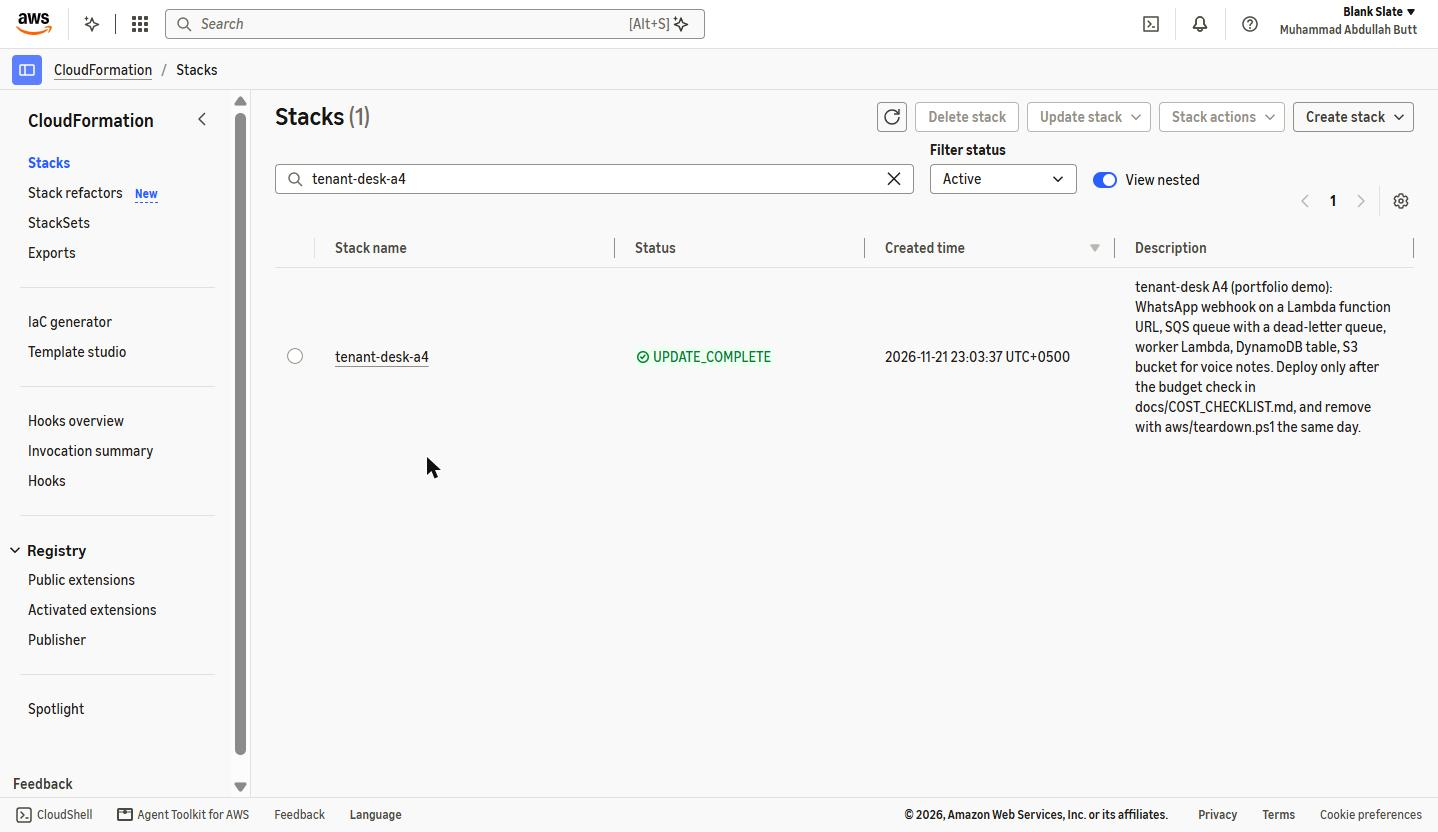 aws
Search
[Alt+S]
Blank Slate
Muhammad Abdullah Butt
CloudFormation / Stacks
CloudFormation
Stacks
Stack refactors New
StackSets
Exports
IaC generator
Template studio
Hooks overview
Invocation summary
Hooks
Registry
Public extensions
Activated extensions
Publisher
Spotlight
Feedback
Stacks (1)
Delete stack
Update stack
Stack actions
Create stack
Filter status
tenant-desk-a4
Active
View nested
1
Stack name
Status
Created time
Description
tenant-desk-a4
UPDATE_COMPLETE
2026-11-21 23:03:37 UTC+0500
tenant-desk A4 (portfolio demo):
WhatsApp webhook on a Lambda function
URL, SQS queue with a dead-letter queue,
worker Lambda, DynamoDB table, S3
bucket for voice notes. Deploy only after
the budget check in
docs/COST_CHECKLIST.md, and remove
with aws/teardown.ps1 the same day.
CloudShell
Agent Toolkit for AWS
Feedback
Language
© 2026, Amazon Web Services, Inc. or its affiliates.
Privacy
Terms
Cookie preferences